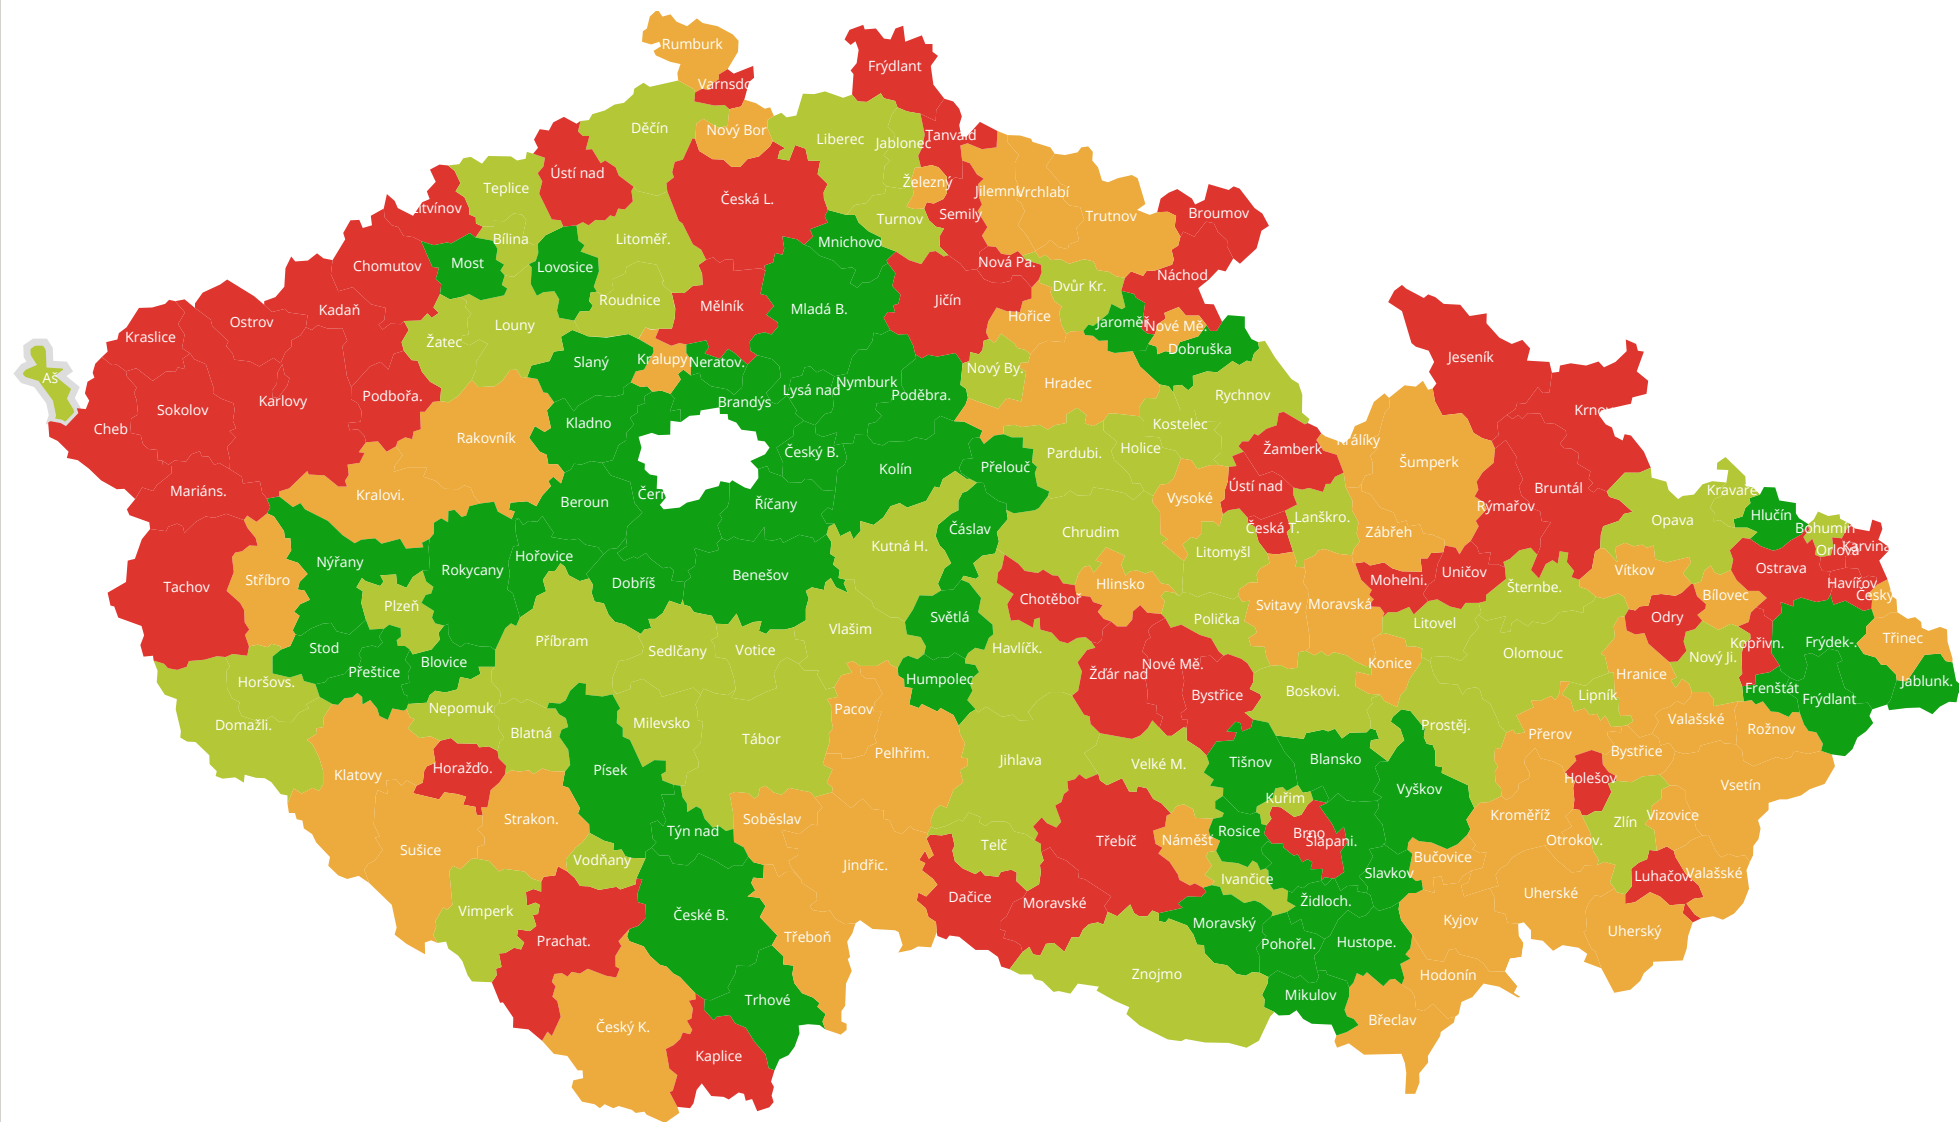 Rumburk
Frýdlant
Varnsdo
Děčín
Nový Bor
Liberec
Jablonec
Tanvald
Ústí nad
Teplice
Litvínov
Česká L.
Železný
Jilemni
Vrchlabí
Turnov
Semily
Trutnov
Broumov
Bílina
Litoměř.
Mnichovo
Most
Lovosice
Chomutov
Nová Pa.
Náchod
Roudnice
Mělník
Mladá B.
Jičín
Dvůr Kr.
Kadaň
Ostrov
Kraslice
Louny
Žatec
Hořice
Jaroměř
Nové Mě.
Dobruška
Slaný
Kralupy
Neratov.
Aš
Lysá nad
Nymburk
Poděbra.
Nový By.
Hradec
Jeseník
Podbořa.
Karlovy
Sokolov
Cheb
Brandýs
Rychnov
Kostelec
Krnov
Kladno
Rakovník
Český B.
Kolín
Přelouč
Pardubi.
Holice
Žamberk
Králíky
Šumperk
Mariáns.
Kralovi.
Beroun
Čern
Říčany
Vysoké
Ústí nad
Rýmařov
Bruntál
Kravaře
Hlučín
Opava
Bohumín
Čáslav
Chrudim
Česká T.
Lanškro.
Zábřeh
Kutná H.
Litomyšl
Orlová
Karvina
Nýřany
Hořovice
Rokycany
Dobříš
Benešov
Stříbro
Tachov
Chotěboř
Hlinsko
Mohelni.
Uničov
Šternbe.
Vítkov
Ostrava
Havířov
Český
Plzeň
Bílovec
Světlá
Polička
Svitavy
Moravská
Litovel
Odry
Stod
Příbram
Sedlčany
Votice
Vlašim
Havlíčk.
Olomouc
Kopřivn.
Frýdek-.
Třinec
Přeštice
Blovice
Humpolec
Žďár nad
Nové Mě.
Konice
Nový Ji.
Hranice
Horšovs.
Bystřice
Boskovi.
Lipník
Frenštát
Frýdlant
Jablunk.
Nepomuk
Pacov
Domažli.
Blatná
Milevsko
Tábor
Prostěj.
Přerov
Valašské
Rožnov
Pelhřim.
Jihlava
Velké M.
Tišnov
Blansko
Bystřice
Klatovy
Horažďo.
Písek
Vyškov
Holešov
Vsetín
Kuřim
Strakon.
Soběslav
Kroměříž
Zlín
Vizovice
Týn nad
Rosice
Brno
Šlapani.
Třebíč
Náměšť
Otrokov.
Telč
Sušice
Vodňany
Jindřic.
Bučovice
Slavkov
Ivančice
Luhačov.
Valašské
Dačice
Moravské
Židloch.
Uherské
Vimperk
České B.
Moravský
Kyjov
Prachat.
Třeboň
Pohořel.
Hustope.
Uherský
Znojmo
Hodonín
Trhové
Mikulov
Český K.
Břeclav
Kaplice